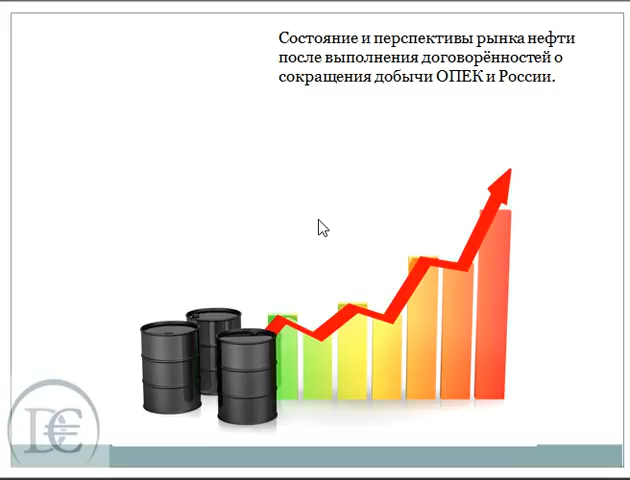 Состояние и перспективы рынка нефти
после выполнения договорённостей о
сокращения добычи ОПЕК и России.